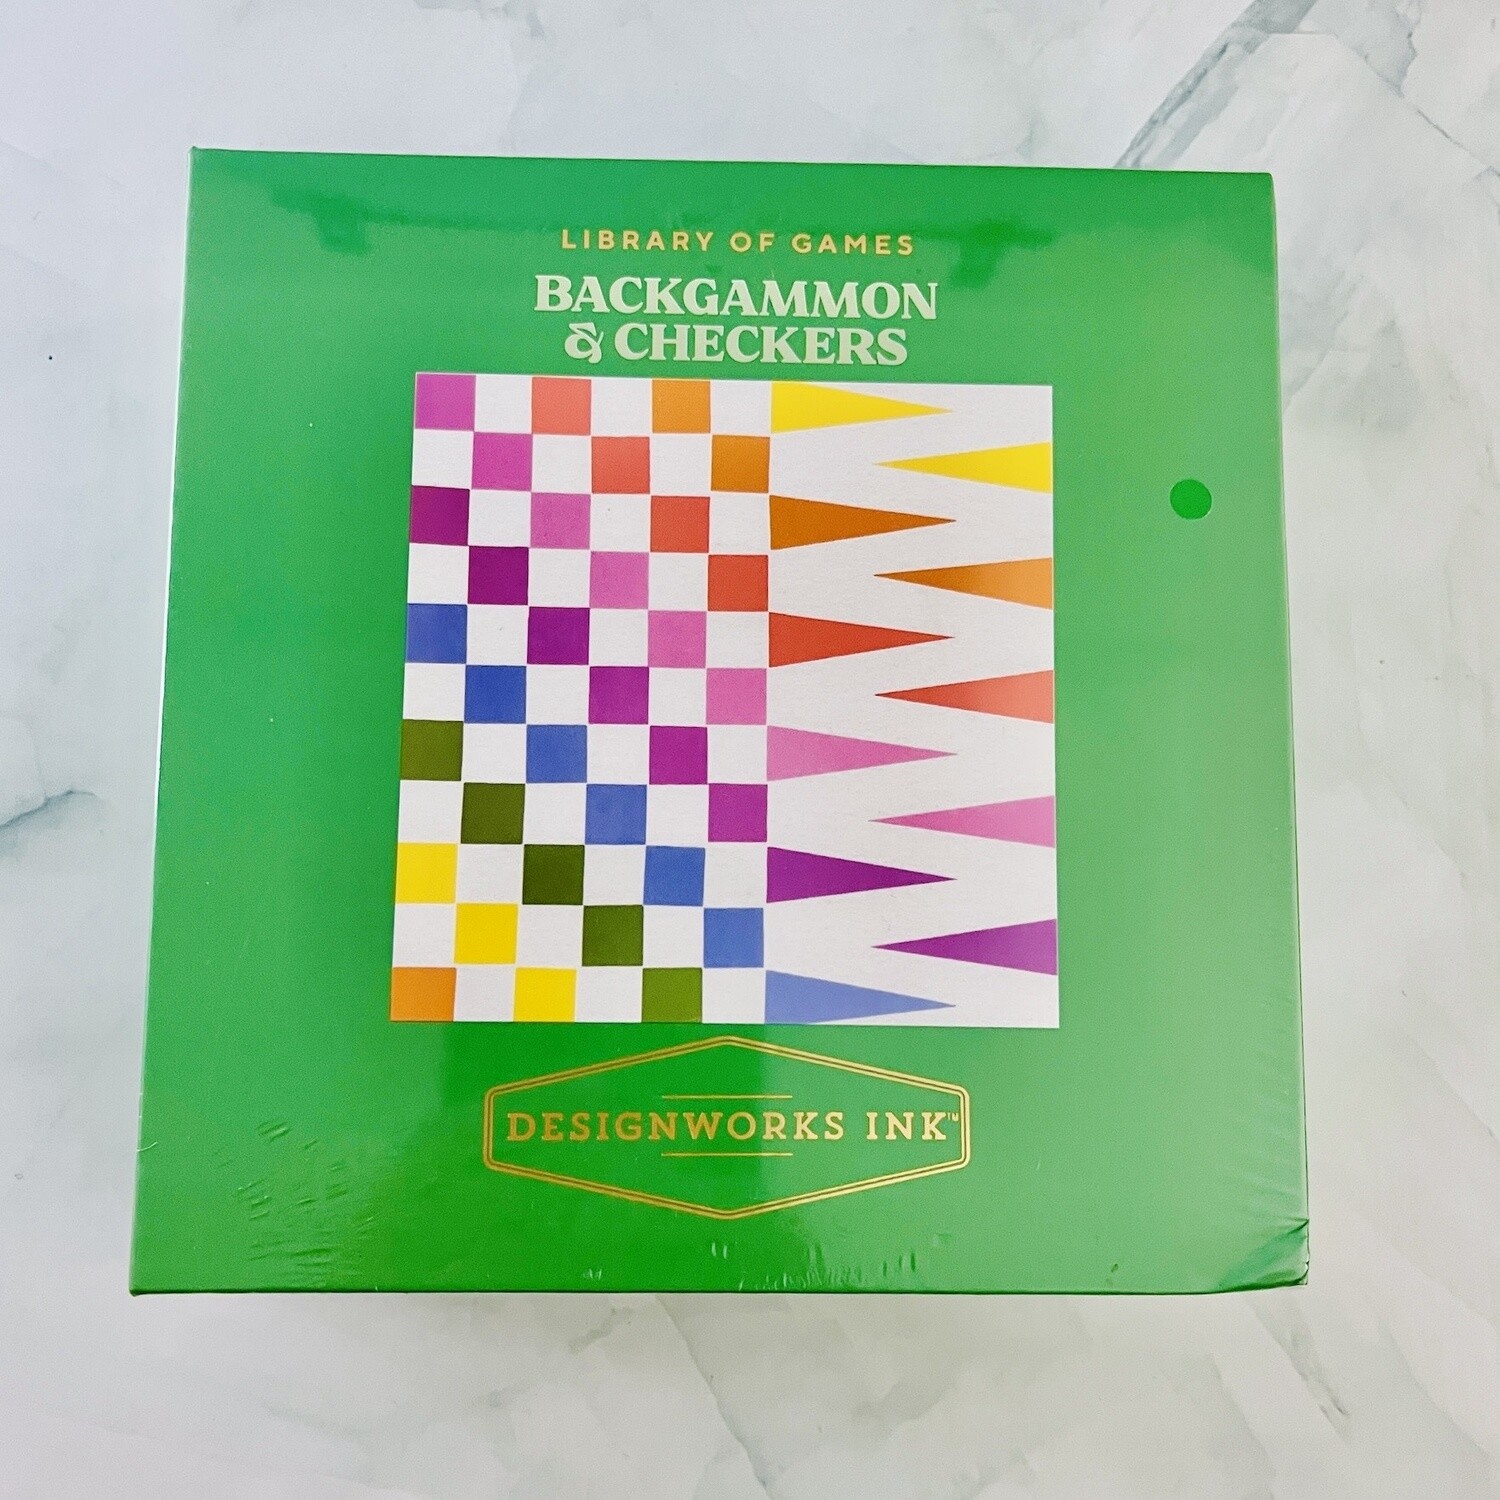 LIBRARY OF GAMES
BACKGAMMON
& CHECKERS
DESIGNWORKS INK™